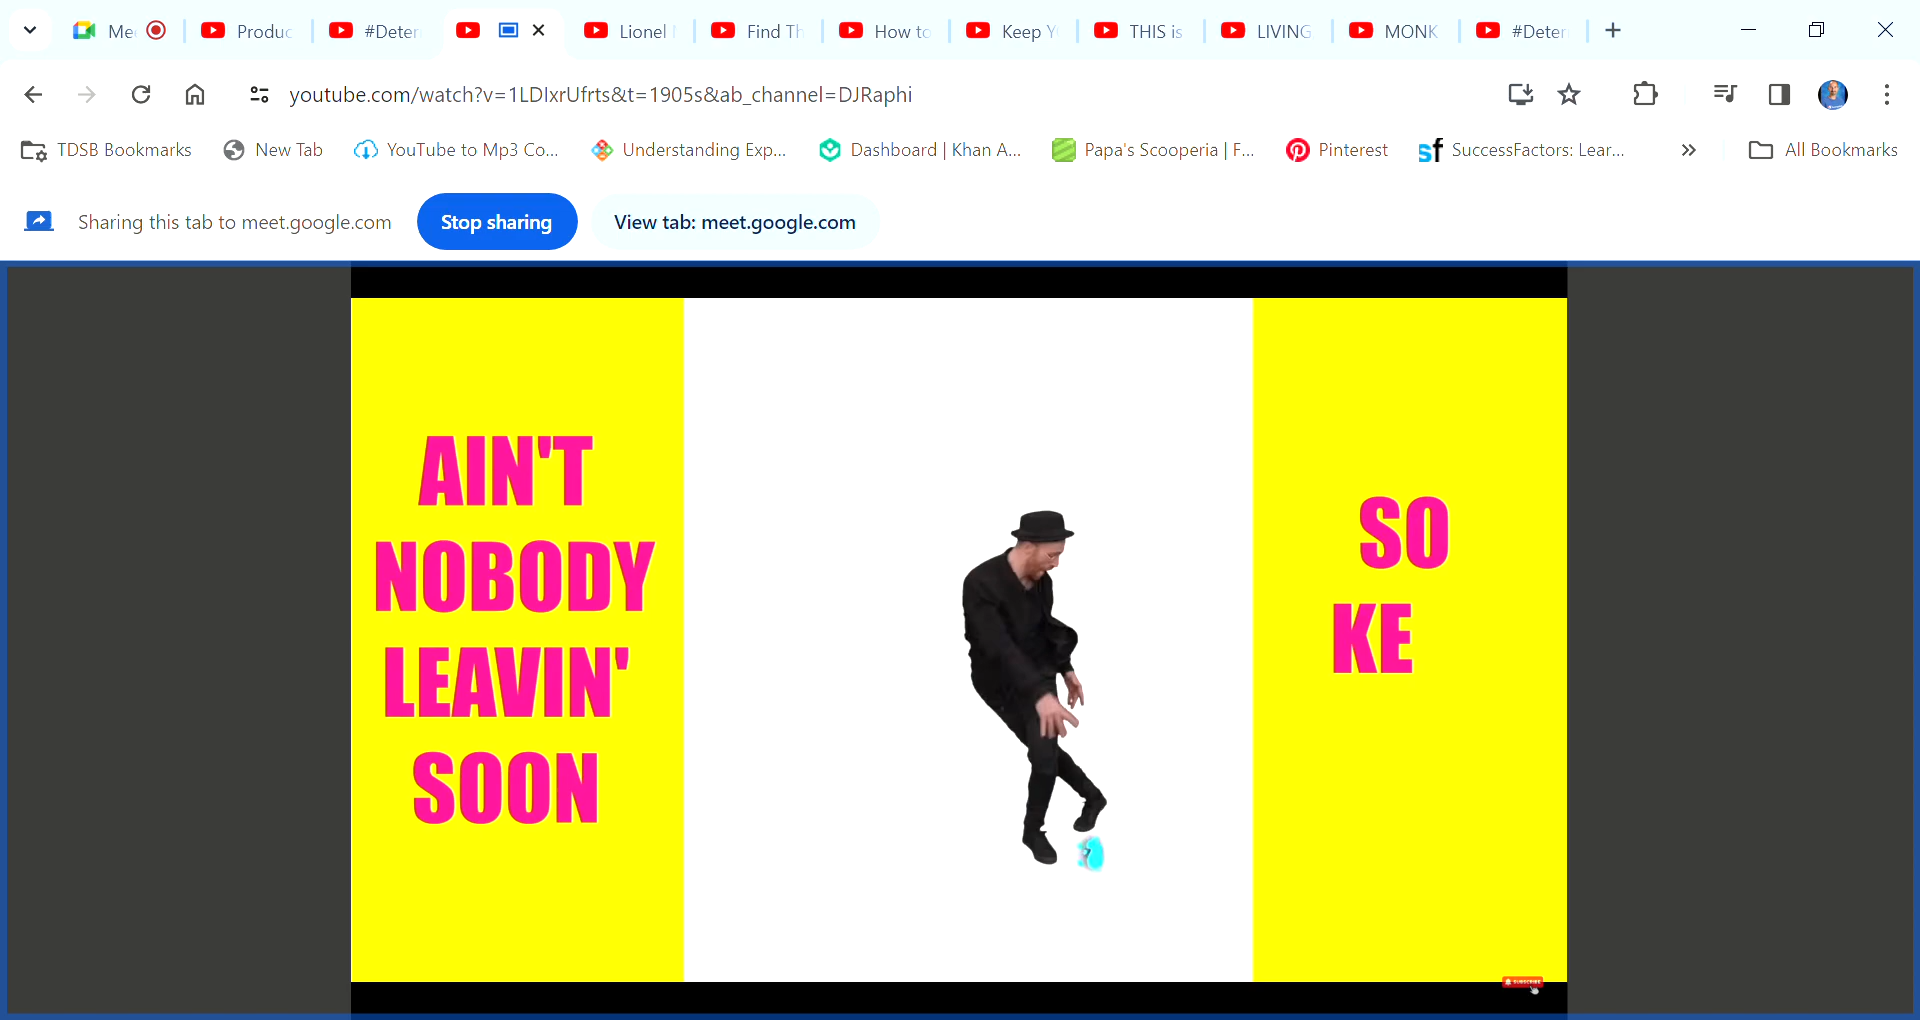 Me
Produc
#Deter
Lionel
Find Th
How to
Keep Y
THIS is
LIVING
MONK
#Deter
youtube.com/watch?v=1LDIxrUfrts&t=1905s&ab_channel=DJRaphi
TDSB Bookmarks
New Tab
YouTube to Mp3 Co...
Understanding Exp...
Dashboard | Khan A...
Papa's Scooperia | F...
Pinterest
sf SuccessFactors: Lear...
All Bookmarks
Sharing this tab to meet.google.com
Stop sharing
View tab: meet.google.com
AIN'T
NOBODY
LEAVIN'
SOON
SO
KE
SUBSCRIBE